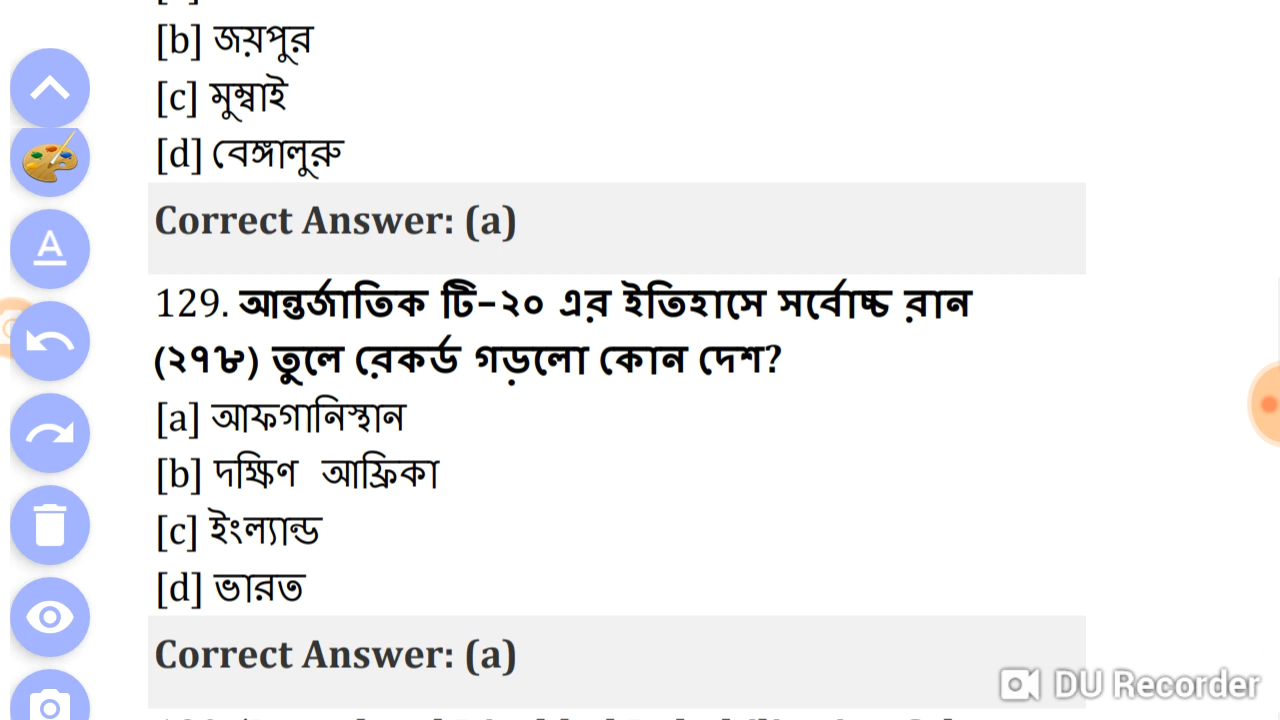 [b] জয়পুর
[c] মুম্বাই
[d] বেঙ্গালুরু
Correct Answer: (a)
129. আন্তর্জাতিক টি-২০ এর ইতিহাসে সর্বোচ্চ রান
(২৭৮) তুলে রেকর্ড গড়লো কোন দেশ?
[a] আফগানিস্থান
[b] দক্ষিণ আফ্রিকা
[c] ইংল্যান্ড
[d] ভারত
Correct Answer: (a)
DU Recorder